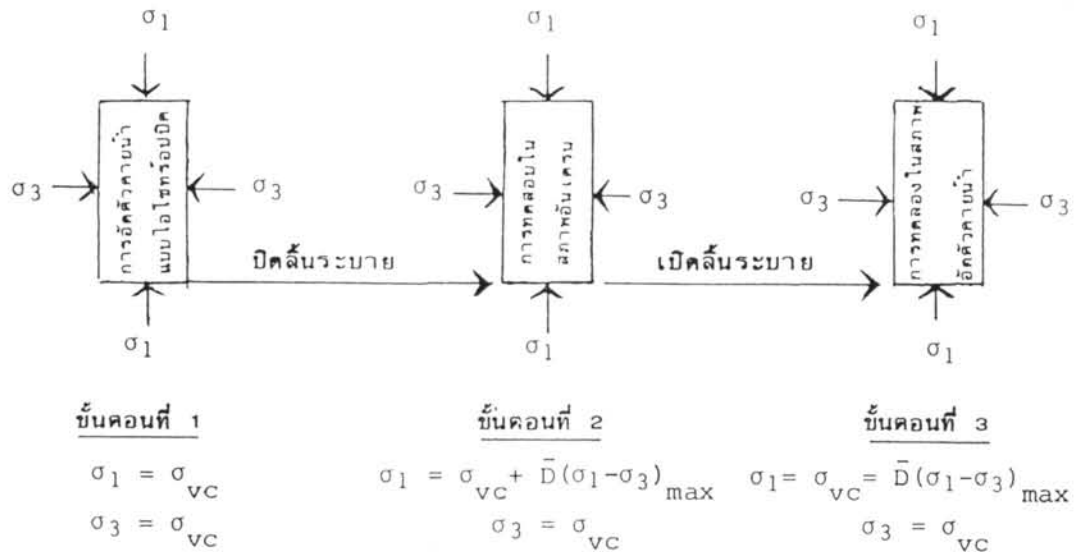 σ1 σ1 σ1
การอัดตัวคายน้ำ
แบบไอโซทรอปปิค
σ3 σ3
การทดสอบใน
สภาพอันเดรน
σ3 σ3
การทดลองในสภาพ
อัดตัวคายน้ำ
σ3 σ3
ปิดลิ้นระบาย
เปิดลิ้นระบาย
σ1 σ1 σ1
ขั้นตอนที่ 1
σ1 = σvc
σ3 = σvc
ขั้นตอนที่ 2
σ1 = σvc + D̄(σ1-σ3)max
σ3 = σvc
ขั้นตอนที่ 3
σ1= σvc= D̄(σ1-σ3)max
σ3 = σvc